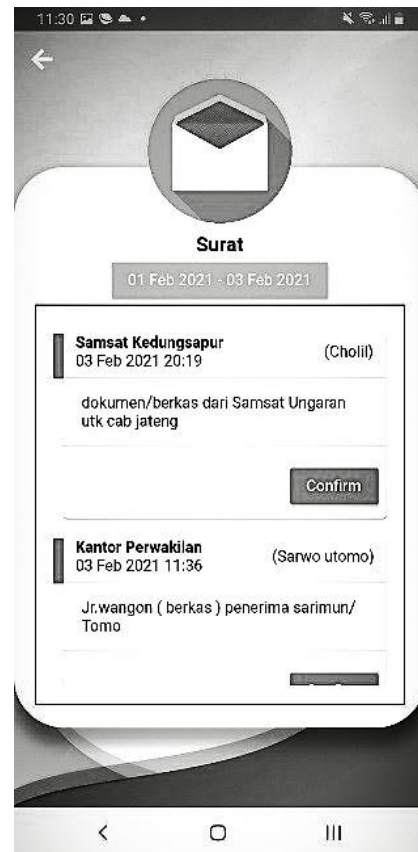 11:30
Surat
01 Feb 2021 - 03 Feb 2021
Samsat Kedungsapur
03 Feb 2021 20:19
(Cholil)
dokumen/berkas dari Samsat Ungaran
utk cab jateng
Confirm
Kantor Perwakilan
03 Feb 2021 11:36
(Sarwo utomo)
Jr.wangon ( berkas ) penerima sarimun/
Tomo